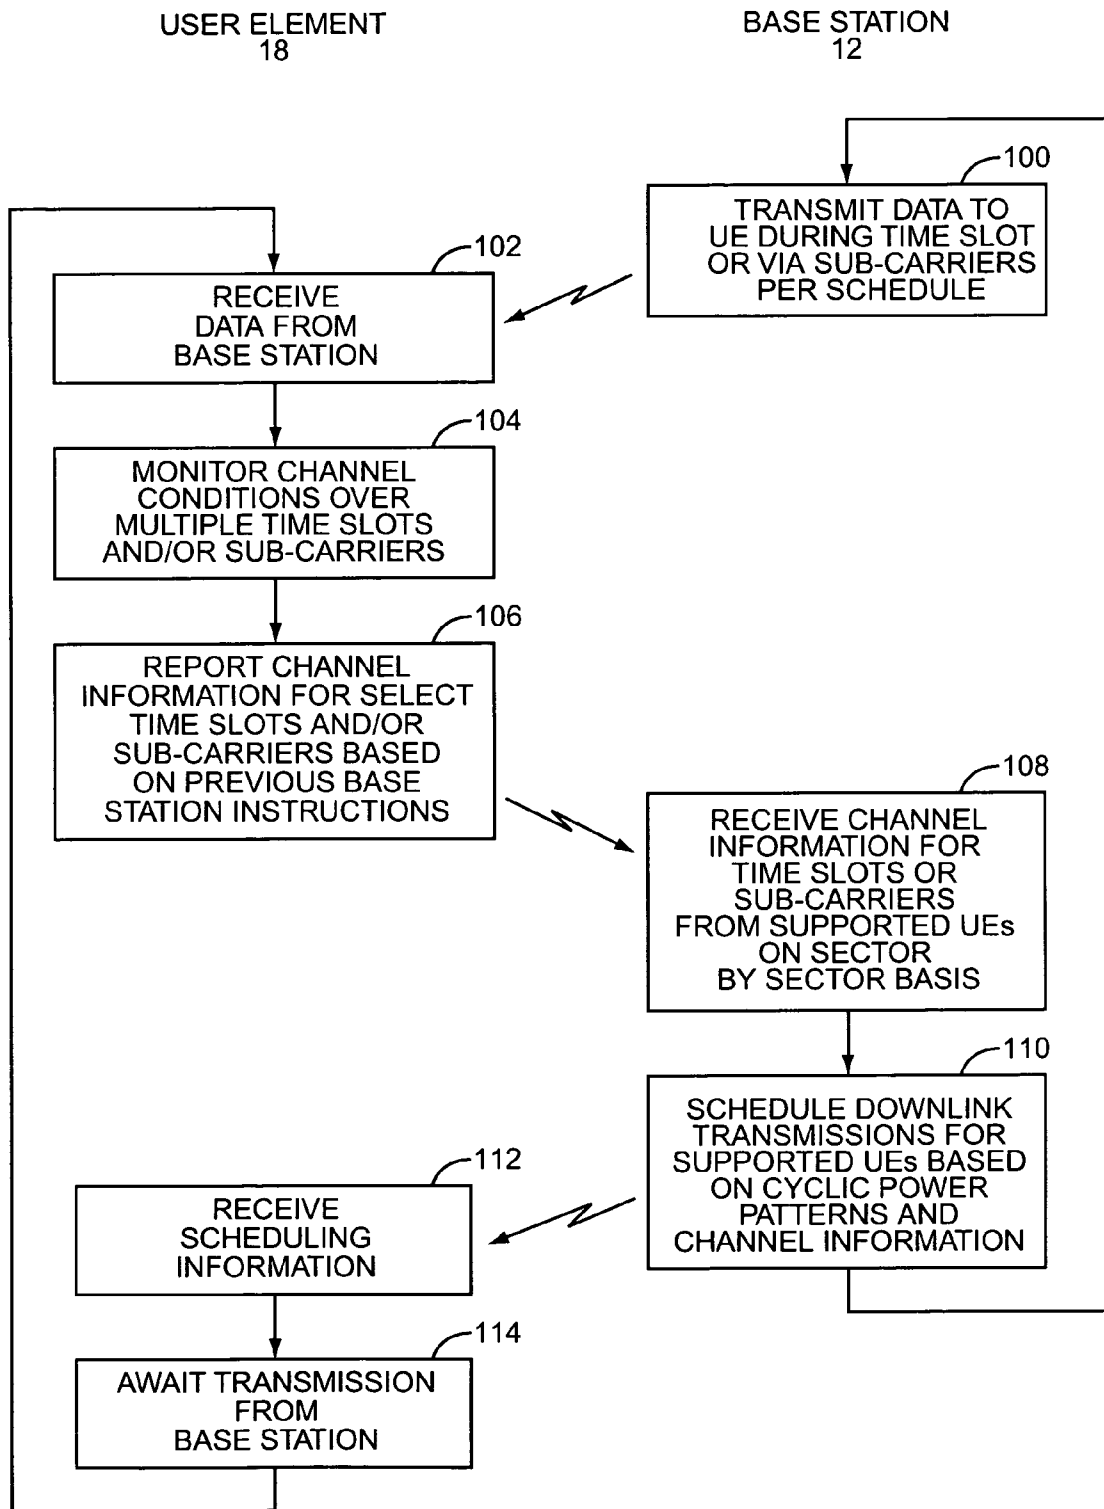 USER ELEMENT
18
BASE STATION
12
100
TRANSMIT DATA TO
UE DURING TIME SLOT
OR VIA SUB-CARRIERS
PER SCHEDULE
102
RECEIVE
DATA FROM
BASE STATION
104
MONITOR CHANNEL
CONDITIONS OVER
MULTIPLE TIME SLOTS
AND/OR SUB-CARRIERS
106
REPORT CHANNEL
INFORMATION FOR SELECT
TIME SLOTS AND/OR
SUB-CARRIERS BASED
ON PREVIOUS BASE
STATION INSTRUCTIONS
108
RECEIVE CHANNEL
INFORMATION FOR
TIME SLOTS OR
SUB-CARRIERS
FROM SUPPORTED UEs
ON SECTOR
BY SECTOR BASIS
110
SCHEDULE DOWNLINK
TRANSMISSIONS FOR
SUPPORTED UEs BASED
ON CYCLIC POWER
PATTERNS AND
CHANNEL INFORMATION
112
RECEIVE
SCHEDULING
INFORMATION
114
AWAIT TRANSMISSION
FROM
BASE STATION